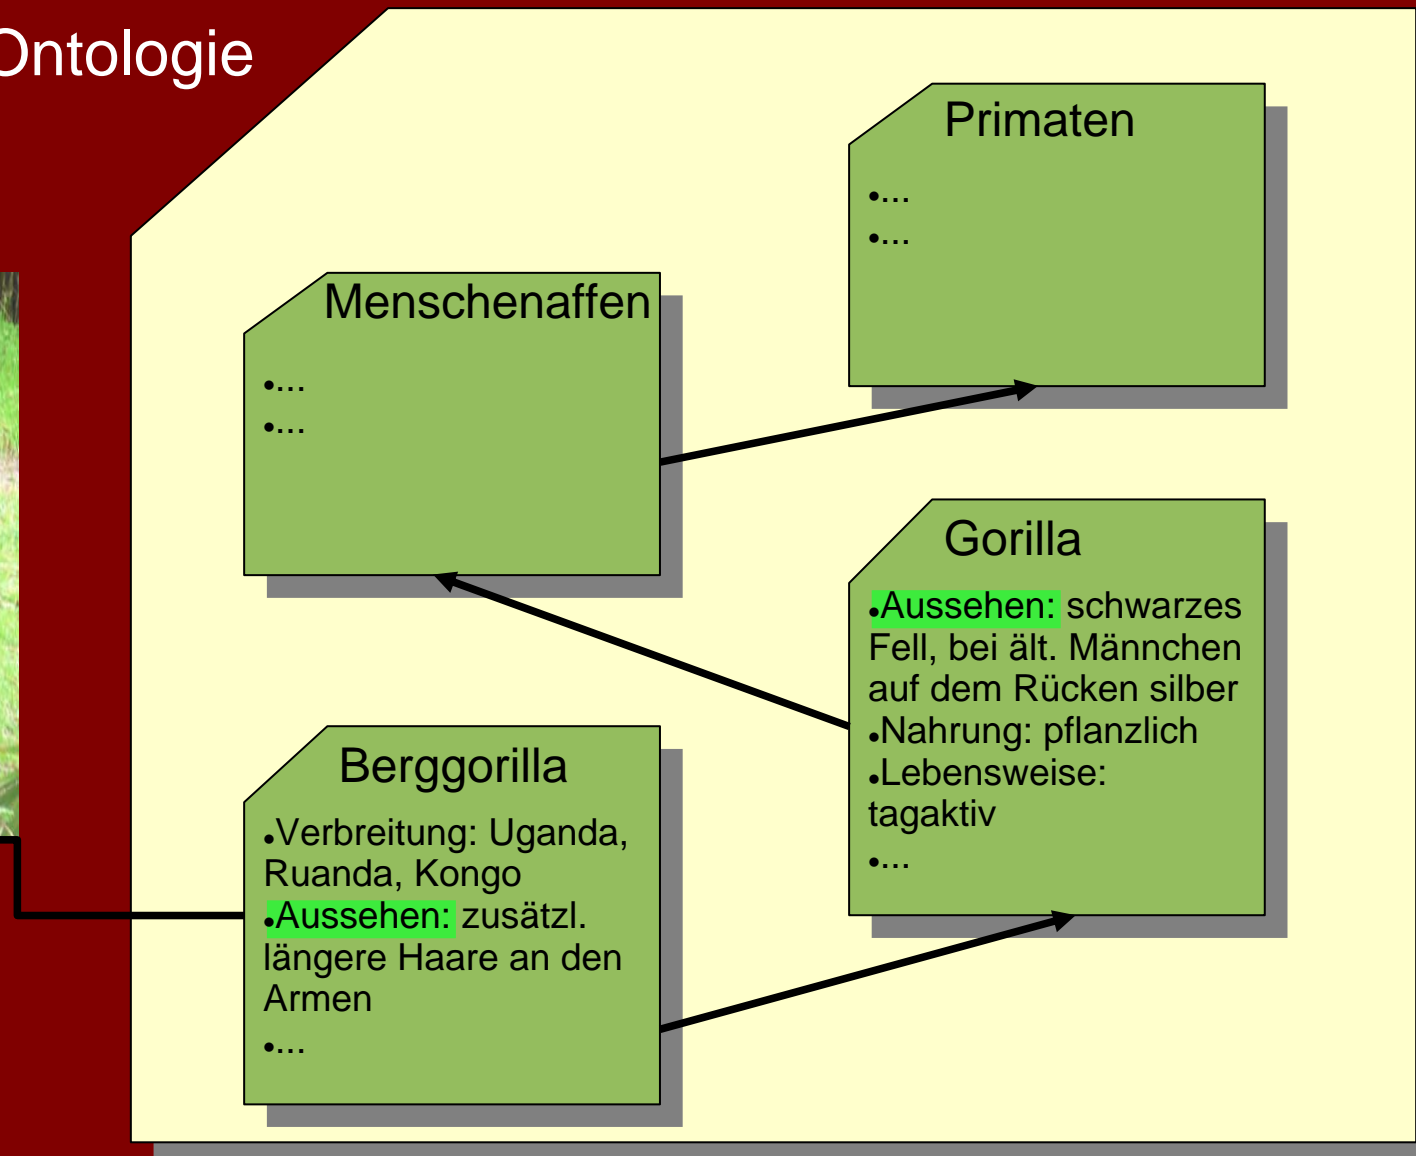 Ontologie
Primaten
•...
•...
Menschenaffen
•...
•...
Gorilla
•Aussehen: schwarzes
Fell, bei ält. Männchen
auf dem Rücken silber
•Nahrung: pflanzlich
•Lebensweise:
tagaktiv
•...
Berggorilla
•Verbreitung: Uganda,
Ruanda, Kongo
•Aussehen: zusätzl.
längere Haare an den
Armen
•...